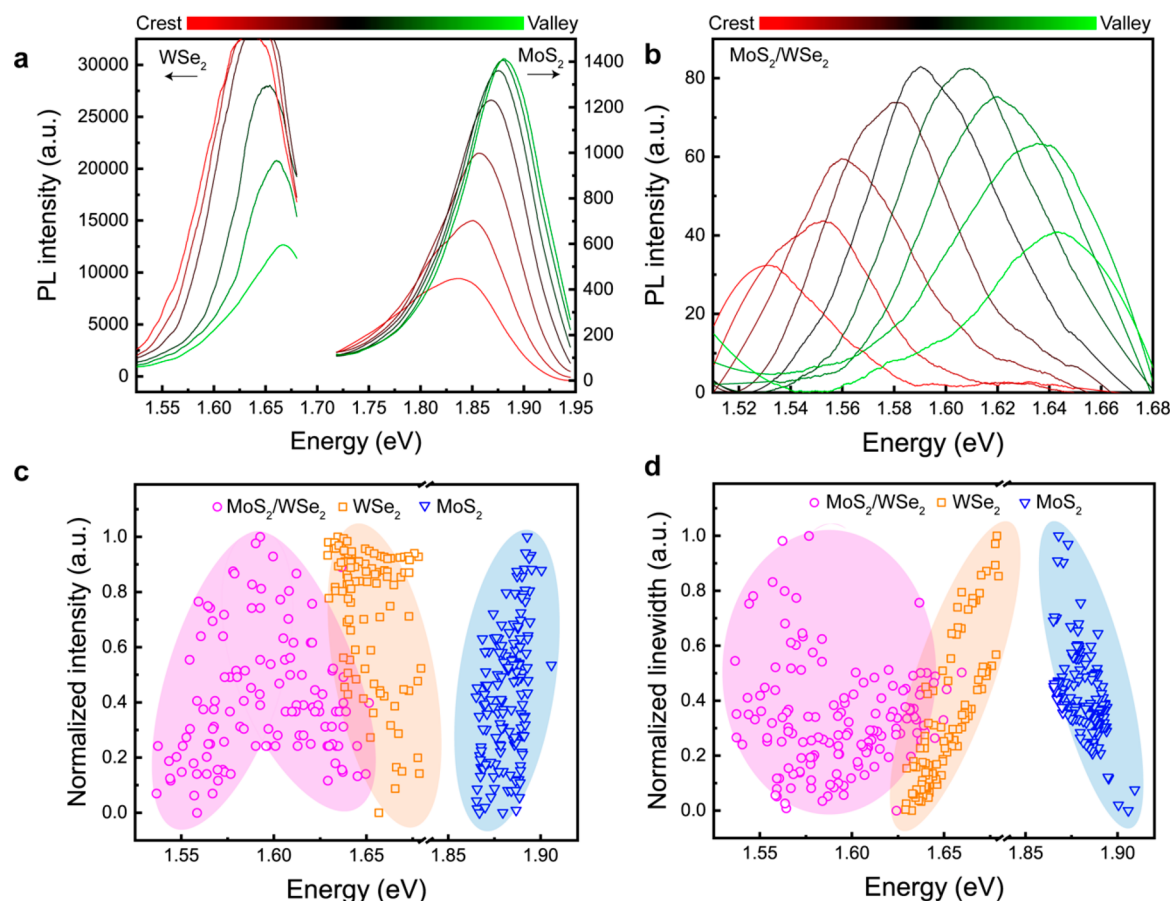 Crest Valley
Crest Valley
a
WSe2
MoS2
30000
25000
20000
15000
10000
5000
0
1400
1200
1000
800
600
400
200
0
PL intensity (a.u.)
1.55 1.60 1.65 1.70 1.75 1.80 1.85 1.90 1.95
Energy (eV)
b
MoS2/WSe2
80
60
40
20
0
PL intensity (a.u.)
1.52 1.54 1.56 1.58 1.60 1.62 1.64 1.66 1.68
Energy (eV)
c
MoS2/WSe2 WSe2 MoS2
1.0
0.8
0.6
0.4
0.2
0.0
Normalized intensity (a.u.)
1.55 1.60 1.65 1.85 1.90
Energy (eV)
d
MoS2/WSe2 WSe2 MoS2
1.0
0.8
0.6
0.4
0.2
0.0
Normalized linewidth (a.u.)
1.55 1.60 1.65 1.85 1.90
Energy (eV)